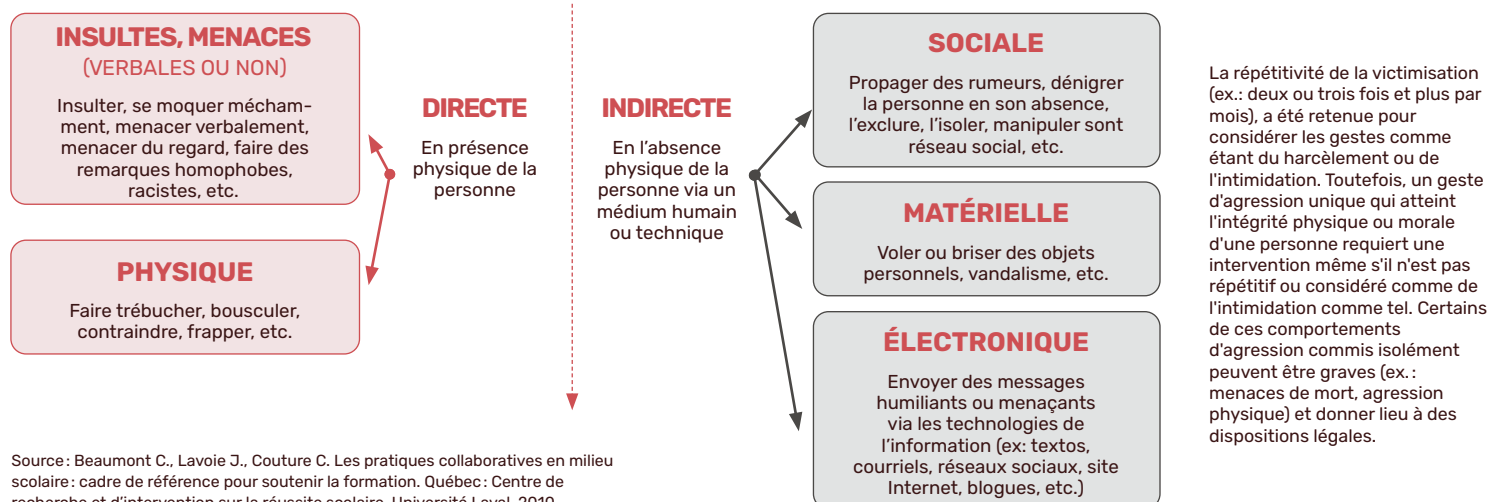 INSULTES, MENACES
(VERBALES OU NON)
Insulter, se moquer mécham-
ment, menacer verbalement,
menacer du regard, faire des
remarques homophobes,
racistes, etc.
PHYSIQUE
Faire trébucher, bousculer,
contraindre, frapper, etc.
DIRECTE
En présence
physique de la
personne
INDIRECTE
En l’absence
physique de la
personne via un
médium humain
ou technique
SOCIALE
Propager des rumeurs, dénigrer
la personne en son absence,
l’exclure, l’isoler, manipuler sont
réseau social, etc.
MATÉRIELLE
Voler ou briser des objets
personnels, vandalisme, etc.
ÉLECTRONIQUE
Envoyer des messages
humiliants ou menaçants
via les technologies de
l’information (ex: textos,
courriels, réseaux sociaux, site
Internet, blogues, etc.)
La répétitivité de la victimisation
(ex.: deux ou trois fois et plus par
mois), a été retenue pour
considérer les gestes comme
étant du harcèlement ou de
l'intimidation. Toutefois, un geste
d'agression unique qui atteint
l'intégrité physique ou morale
d'une personne requiert une
intervention même s'il n'est pas
répétitif ou considéré comme de
l'intimidation comme tel. Certains
de ces comportements
d'agression commis isolément
peuvent être graves (ex. :
menaces de mort, agression
physique) et donner lieu à des
dispositions légales.
Source : Beaumont C., Lavoie J., Couture C. Les pratiques collaboratives en milieu
scolaire : cadre de référence pour soutenir la formation. Québec : Centre de
recherche et d’intervention sur la réussite scolaire, Université Laval, 2010.